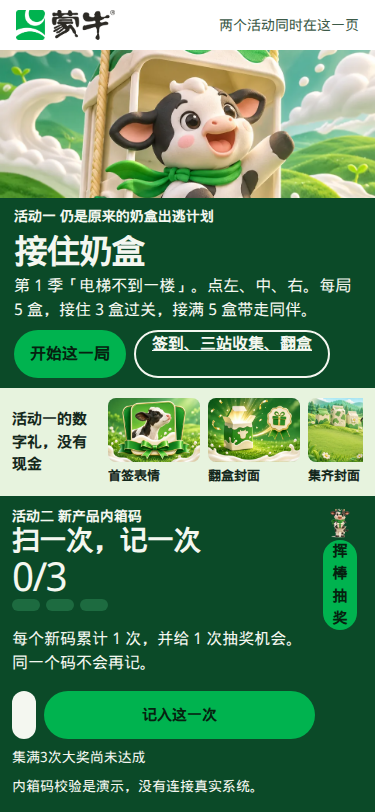 蒙牛®
两个活动同时在这一页
活动一 仍是原来的奶盒出逃计划
接住奶盒
第 1 季「电梯不到一楼」。点左、中、右。每局
5 盒，接住 3 盒过关，接满 5 盒带走同伴。
开始这一局
签到、三站收集、翻盒
活动一的数
字礼，没有
现金
首签表情
翻盒封面
集齐封面
活动二 新产品内箱码
扫一次，记一次
0/3
挥
棒
抽
奖
每个新码累计 1 次，并给 1 次抽奖机会。
同一个码不会再记。
记入这一次
集满3次大奖尚未达成
内箱码校验是演示，没有连接真实系统。